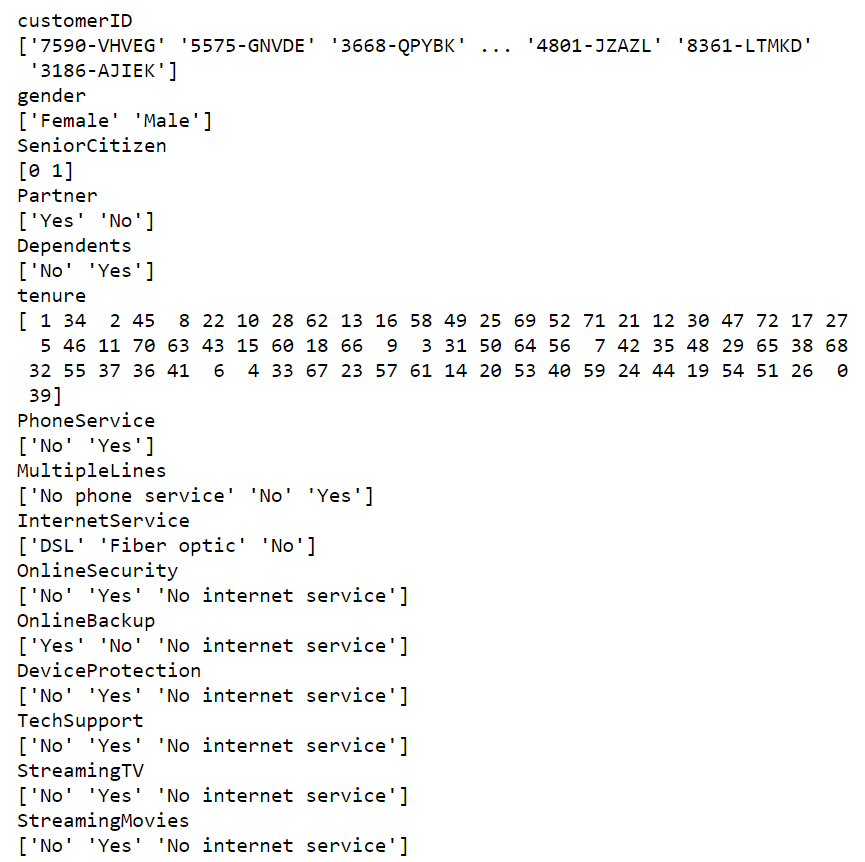 customerID
['7590-VHVEG' '5575-GNVDE' '3668-QPYBK' ... '4801-JZAZL' '8361-LTMKD'
 '3186-AJIEK']
gender
['Female' 'Male']
SeniorCitizen
[0 1]
Partner
['Yes' 'No']
Dependents
['No' 'Yes']
tenure
[ 1 34  2 45  8 22 10 28 62 13 16 58 49 25 69 52 71 21 12 30 47 72 17 27
  5 46 11 70 63 43 15 60 18 66  9  3 31 50 64 56  7 42 35 48 29 65 38 68
 32 55 37 36 41  6  4 33 67 23 57 61 14 20 53 40 59 24 44 19 54 51 26  0
 39]
PhoneService
['No' 'Yes']
MultipleLines
['No phone service' 'No' 'Yes']
InternetService
['DSL' 'Fiber optic' 'No']
OnlineSecurity
['No' 'Yes' 'No internet service']
OnlineBackup
['Yes' 'No' 'No internet service']
DeviceProtection
['No' 'Yes' 'No internet service']
TechSupport
['No' 'Yes' 'No internet service']
StreamingTV
['No' 'Yes' 'No internet service']
StreamingMovies
['No' 'Yes' 'No internet service']